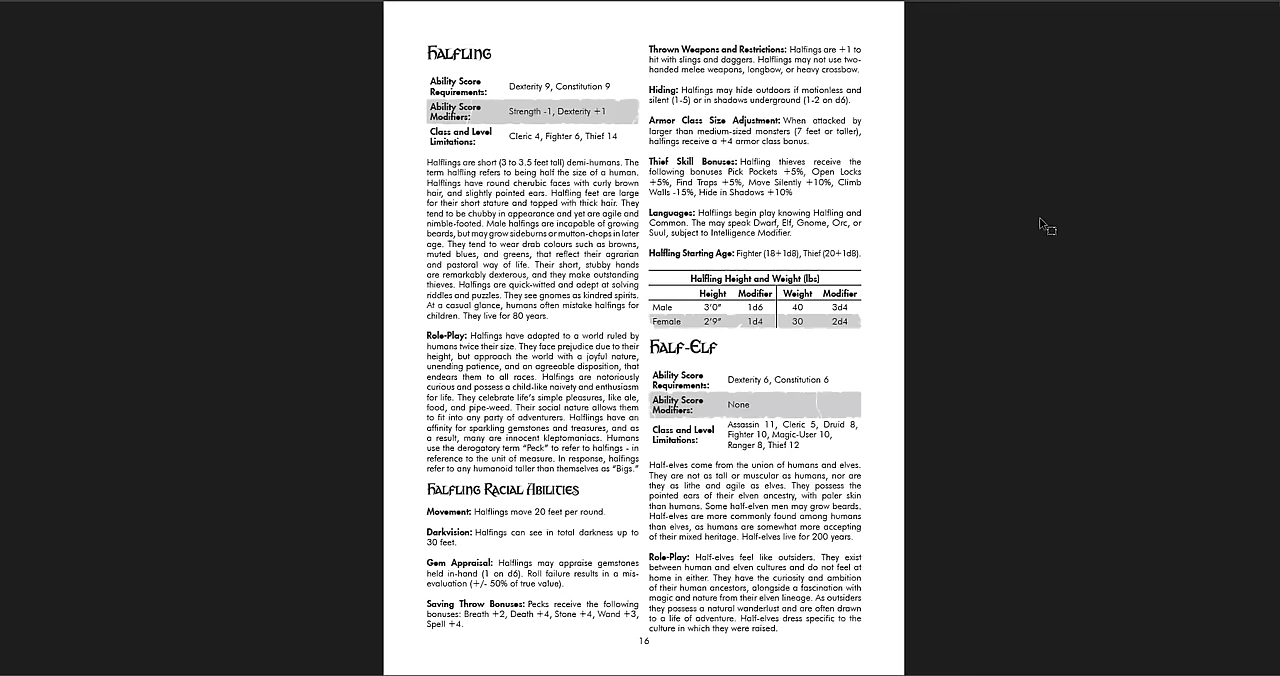 Halfling
Ability Score
Requirements:
Dexterity 9, Constitution 9
Ability Score
Modifiers:
Strength -1, Dexterity +1
Class and Level
Limitations:
Cleric 4, Fighter 6, Thief 14
Halflings are short (3 to 3.5 feet tall) demi-humans. The
term halfling refers to being half the size of a human.
Halflings have round cherubic faces with curly brown
hair, and slightly pointed ears. Halfling feet are large
for their short stature and topped with thick hair. They
tend to be chubby in appearance and yet are agile and
nimble-footed. Male halflings are incapable of growing
beards, but may grow sideburns or mutton-chops in later
age. They tend to wear drab colours such as browns,
muted blues, and greens, that reflect their agrarian
and pastoral way of life. Their short, stubby hands
are remarkably dexterous, and they make outstanding
thieves. Halflings are quick-witted and adept at solving
riddles and puzzles. They see gnomes as kindred spirits.
At a casual glance, humans often mistake halflings for
children. They live for 80 years.
Role-Play: Halflings have adapted to a world ruled by
humans twice their size. They face prejudice due to their
height, but approach the world with a joyful nature,
unending patience, and an agreeable disposition, that
endears them to all races. Halflings are notoriously
curious and possess a child-like naivety and enthusiasm
for life. They celebrate life's simple pleasures, like ale,
food, and pipe-weed. Their social nature allows them
to fit into any party of adventurers. Halflings have an
affinity for sparkling gemstones and treasures, and as
a result, many are innocent kleptomaniacs. Humans
use the derogatory term “Peck” to refer to halflings - in
reference to the unit of measure. In response, halflings
refer to any humanoid taller than themselves as “Bigs.”
Halfling Racial Abilities
Movement: Halflings move 20 feet per round.
Darkvision: Halflings can see in total darkness up to
30 feet.
Gem Appraisal: Halflings may appraise gemstones
held in-hand (1 on d6). Roll failure results in a mis-
evaluation (+/- 50% of true value).
Saving Throw Bonuses: Pecks receive the following
bonuses: Breath +2, Death +4, Stone +4, Wand +3,
Spell +4.
Thrown Weapons and Restrictions: Halflings are +1 to
hit with slings and daggers. Halflings may not use two-
handed melee weapons, longbow, or heavy crossbow.
Hiding: Halflings may hide outdoors if motionless and
silent (1-5) or in shadows underground (1-2 on d6).
Armor Class Size Adjustment: When attacked by
larger than medium-sized monsters (7 feet or taller),
halflings receive a +4 armor class bonus.
Thief Skill Bonuses: Halfling thieves receive the
following bonuses Pick Pockets +5%, Open Locks
+5%, Find Traps +5%, Move Silently +10%, Climb
Walls -15%, Hide in Shadows +10%
Languages: Halflings begin play knowing Halfling and
Common. The may speak Dwarf, Elf, Gnome, Orc, or
Suul, subject to Intelligence Modifier.
Halfling Starting Age: Fighter (18+1d8), Thief (20+1d8).
Halfling Height and Weight (lbs)
Height Modifier Weight Modifier
Male 3'0” 1d6 40 3d4
Female 2'9” 1d4 30 2d4
Half-Elf
Ability Score
Requirements:
Dexterity 6, Constitution 6
Ability Score
Modifiers:
None
Class and Level
Limitations:
Assassin 11, Cleric 5, Druid 8,
Fighter 10, Magic-User 10,
Ranger 8, Thief 12
Half-elves come from the union of humans and elves.
They are not as tall or muscular as humans, nor are
they as lithe and agile as elves. They possess the
pointed ears of their elven ancestry, with paler skin
than humans. Some half-elven men may grow beards.
Half-elves are more commonly found among humans
than elves, as humans are somewhat more accepting
of their mixed heritage. Half-elves live for 200 years.
Role-Play: Half-elves feel like outsiders. They exist
between human and elven cultures and do not feel at
home in either. They have the curiosity and ambition
of their human ancestors, alongside a fascination with
magic and nature from their elven lineage. As outsiders
they possess a natural wanderlust and are often drawn
to a life of adventure. Half-elves dress specific to the
culture in which they were raised.
16